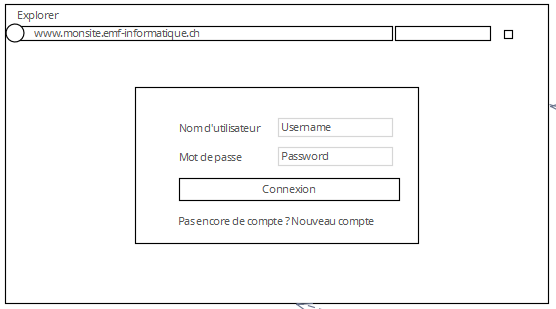 Explorer
www.monsite.emf-informatique.ch
Nom d'utilisateur Username
Mot de passe Password
Connexion
Pas encore de compte ? Nouveau compte